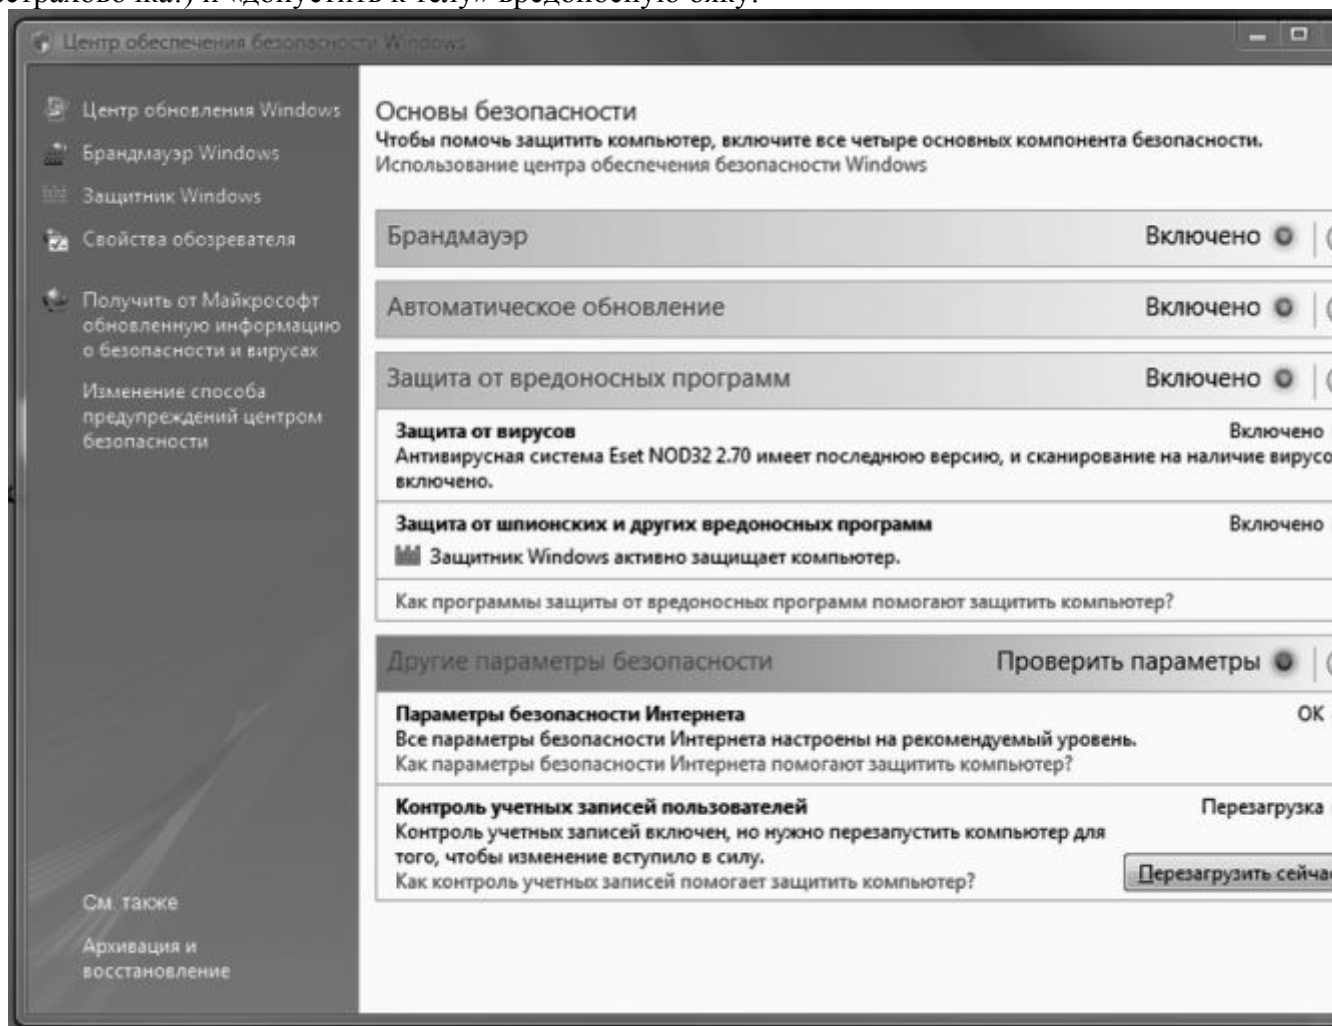 и «допустить к телу» вредоносную бяку.
Центр обеспечения безопасности Windows
Центр обновления Windows
Брандмауэр Windows
Защитник Windows
Свойства обозревателя
Получить от Майкрософт
обновленную информацию
о безопасности и вирусах
Изменение способа
предупреждений центром
безопасности
См. также
Архивация и
восстановление
Основы безопасности
Чтобы помочь защитить компьютер, включите все четыре основных компонента безопасности.
Использование центра обеспечения безопасности Windows
Брандмауэр Включено
Автоматическое обновление Включено
Защита от вредоносных программ Включено
Защита от вирусов Включено
Антивирусная система Eset NOD32 2.70 имеет последнюю версию, и сканирование на наличие вирусо
включено.
Защита от шпионских и других вредоносных программ Включено
Защитник Windows активно защищает компьютер.
Как программы защиты от вредоносных программ помогают защитить компьютер?
Другие параметры безопасности Проверить параметры
Параметры безопасности Интернета OK
Все параметры безопасности Интернета настроены на рекомендуемый уровень.
Как параметры безопасности Интернета помогают защитить компьютер?
Контроль учетных записей пользователей Перезагрузка
Контроль учетных записей включен, но нужно перезапустить компьютер для
того, чтобы изменение вступило в силу.
Как контроль учетных записей помогает защитить компьютер?
Перезагрузить сейчас